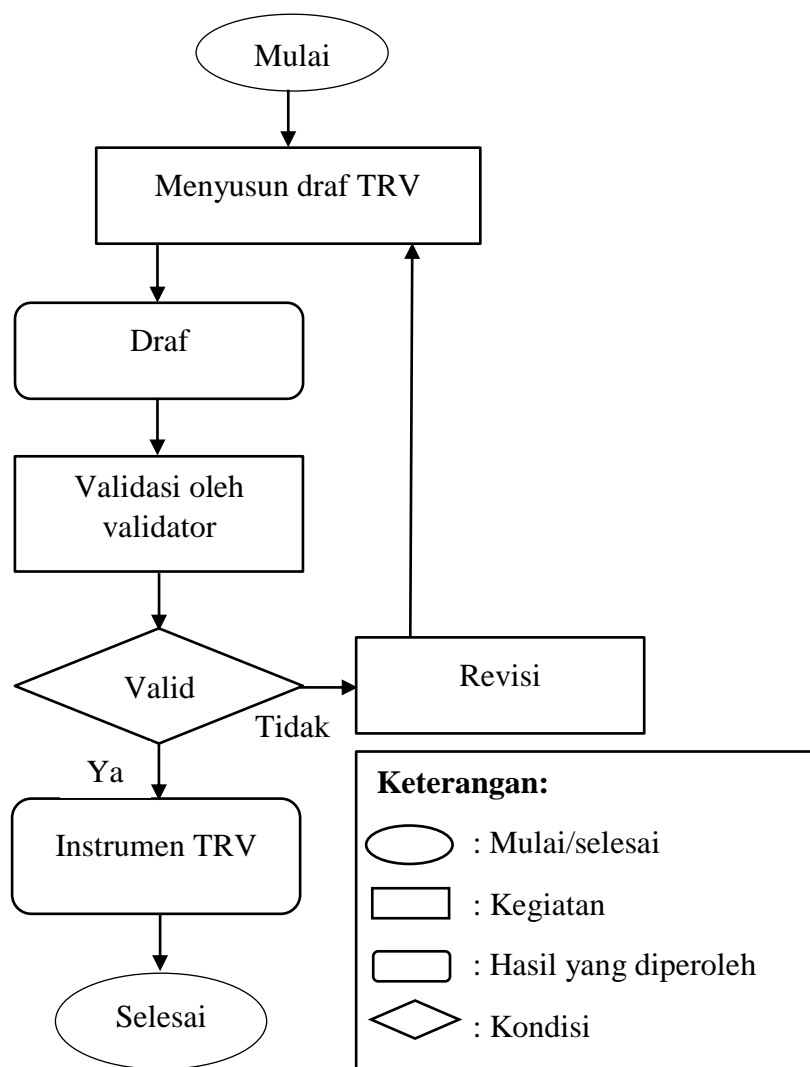 Mulai
Menyusun draf TRV
Draf
Validasi oleh
validator
Valid
Tidak
Revisi
Ya
Instrumen TRV
Selesai
Keterangan:
: Mulai/selesai
: Kegiatan
: Hasil yang diperoleh
: Kondisi